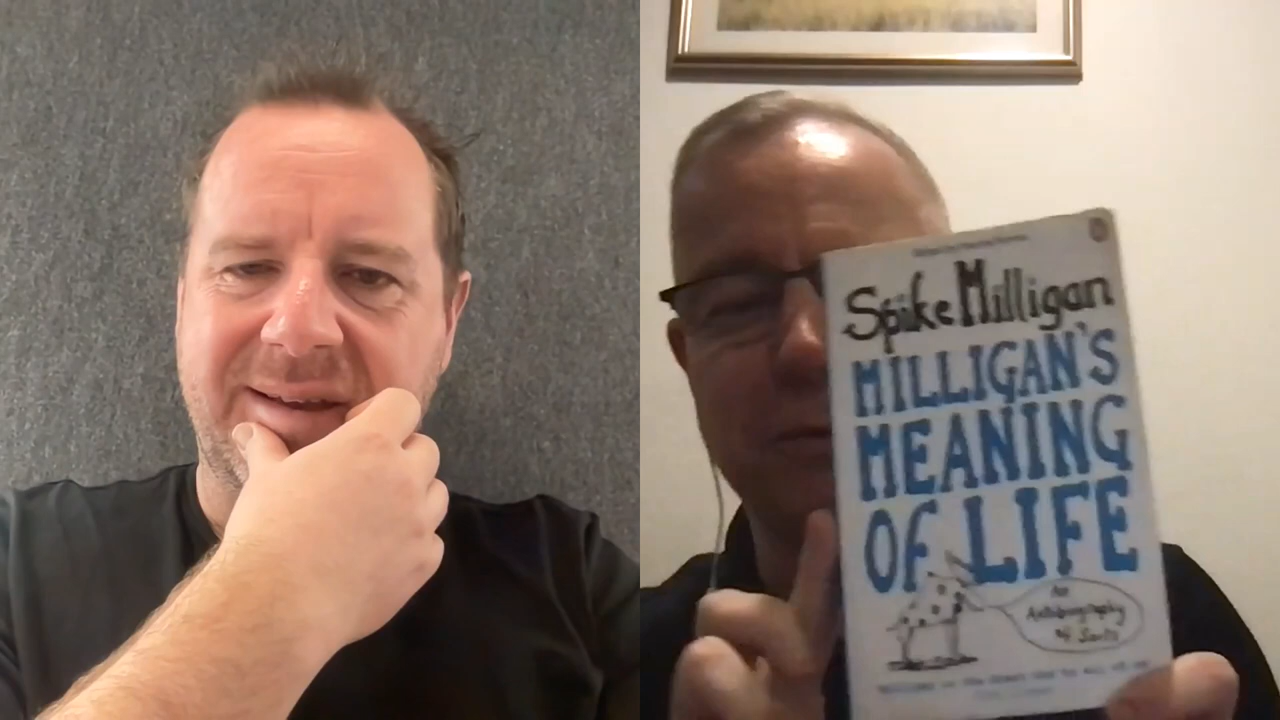 Spike Milligan
MILLIGAN'S
MEANING
OF LIFE
An
Autobiography
of Sorts